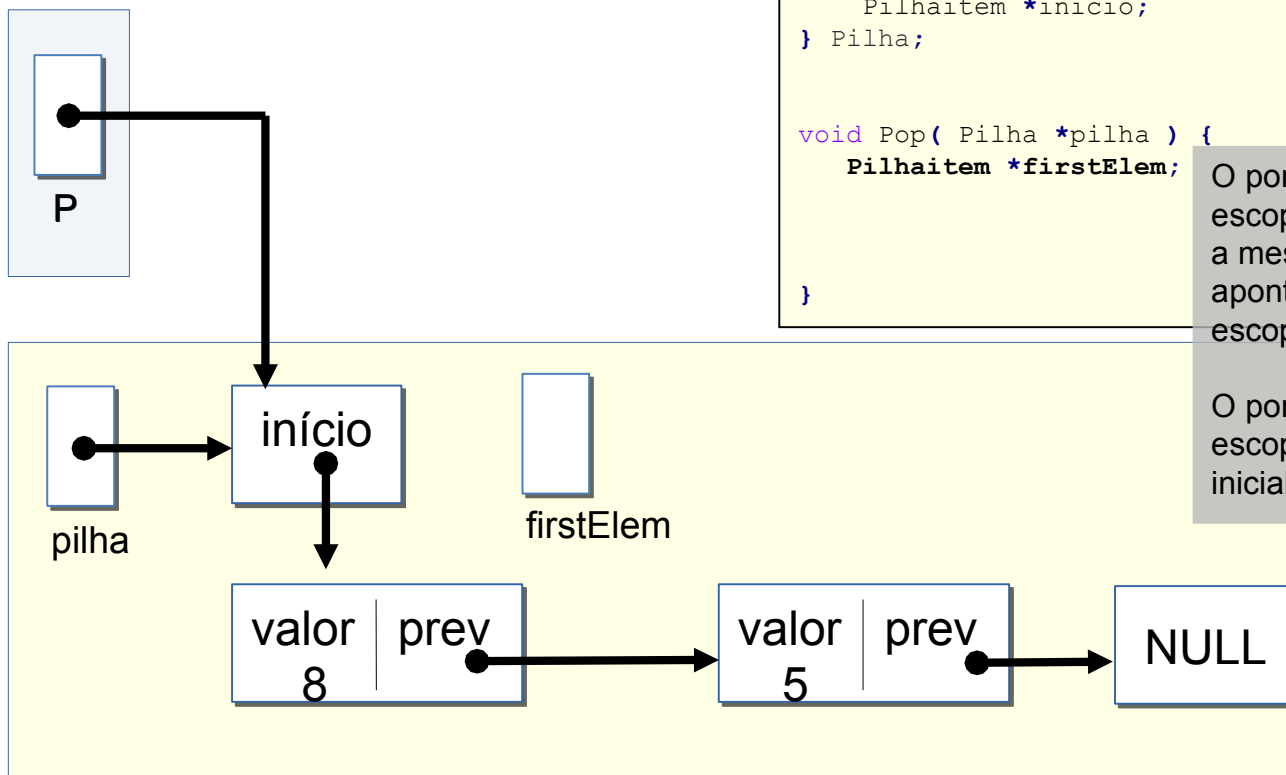 Pilhaitem *inicio;
} Pilha;
void Pop( Pilha *pilha ) {
Pilhaitem *firstElem;
}
O
a
P
início
pilha
firstElem
valor
8
prev
valor
5
prev
NULL
O